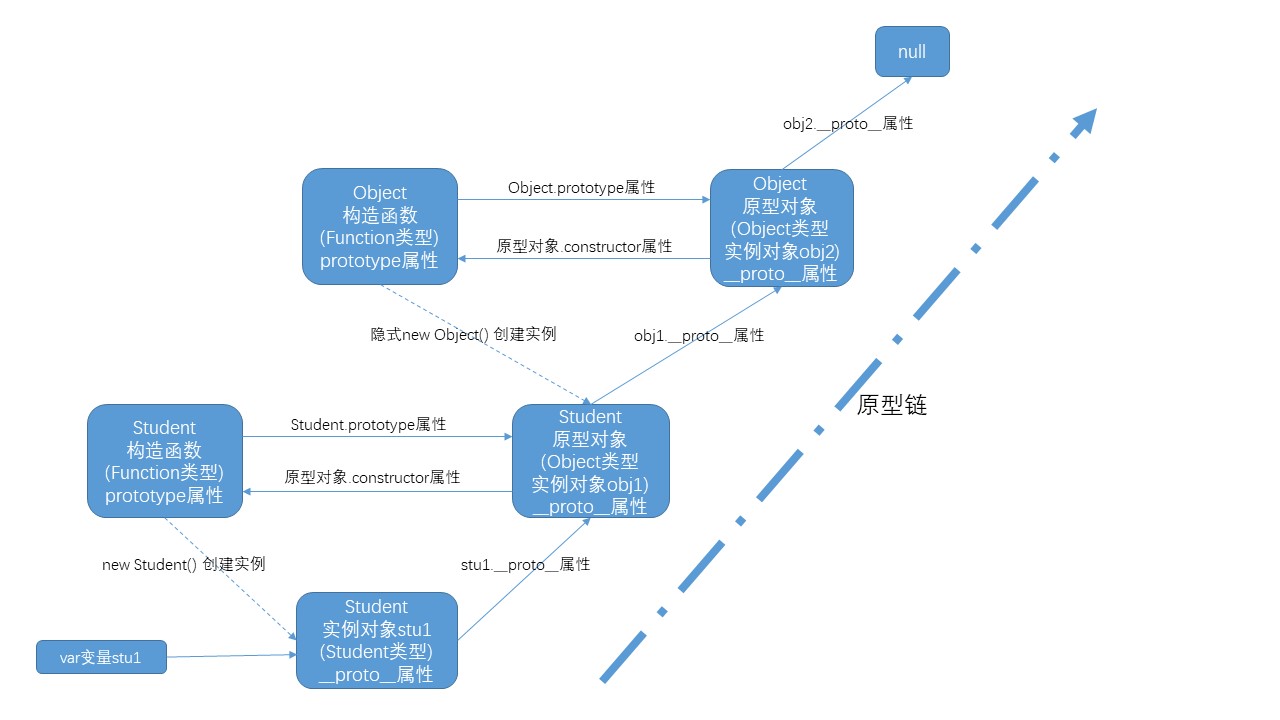 null
obj2.__proto__属性
Object
构造函数
(Function类型)
prototype属性
Object.prototype属性
原型对象.constructor属性
Object
原型对象
(Object类型
实例对象obj2)
__proto__属性
隐式new Object() 创建实例
obj1.__proto__属性
原型链
Student
构造函数
(Function类型)
prototype属性
Student.prototype属性
原型对象.constructor属性
Student
原型对象
(Object类型
实例对象obj1)
__proto__属性
new Student() 创建实例
stu1.__proto__属性
var变量stu1
Student
实例对象stu1
(Student类型)
__proto__属性